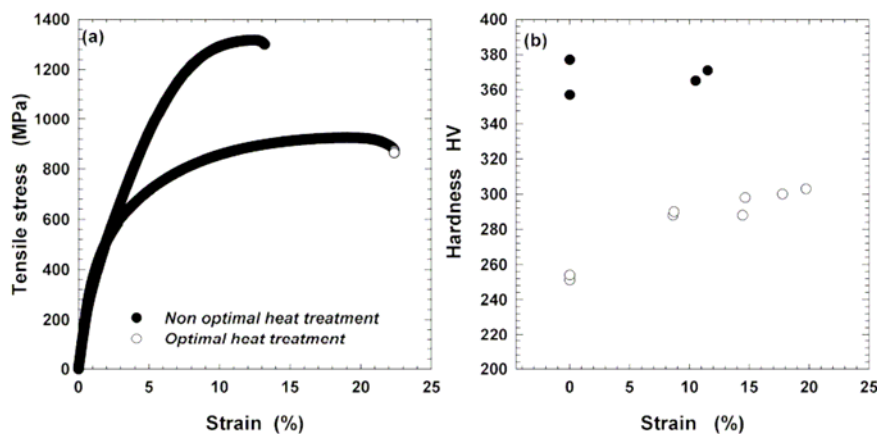 (a)
1400
1200
1000
800
600
400
200
0
Tensile stress (MPa)
Non optimal heat treatment
Optimal heat treatment
0 5 10 15 20 25
Strain (%)
(b)
400
380
360
340
320
300
280
260
240
220
200
Hardness HV
0 5 10 15 20 25
Strain (%)